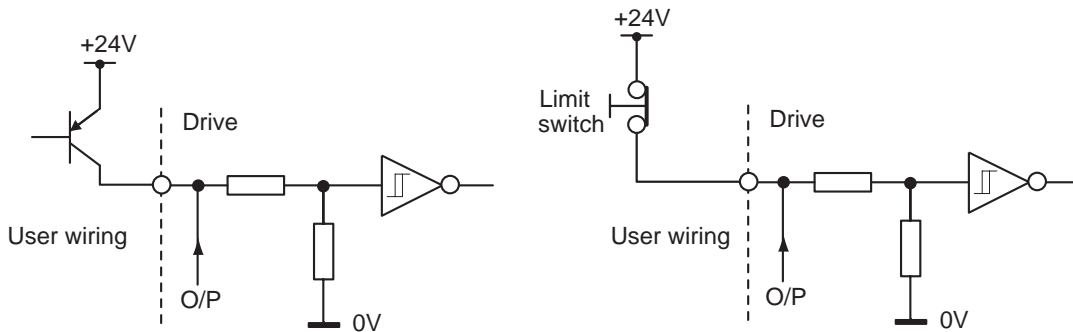 +24V
Drive
User wiring
O/P
0V
+24V
Limit
switch
Drive
User wiring
O/P
0V